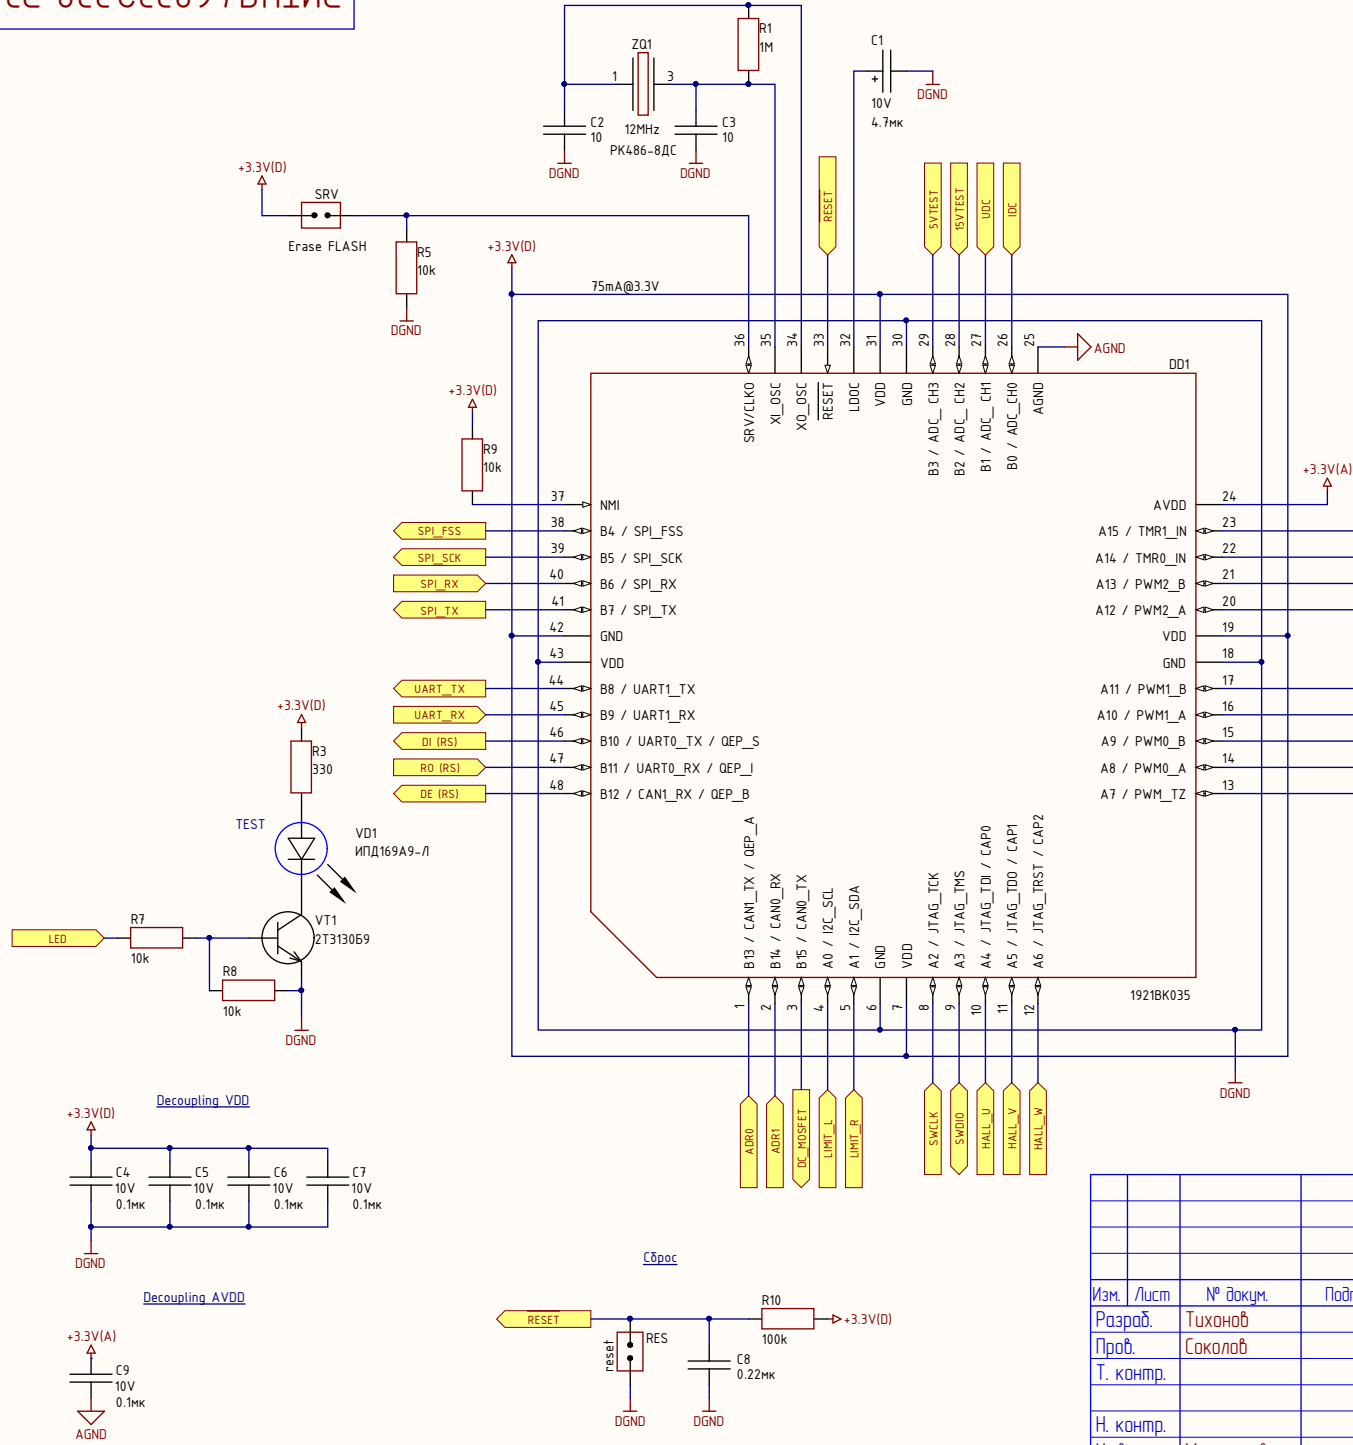 R1
1M
C1
10V
4.7мк
DGND
ZQ1
1
3
12MHz
РК486-8ДС
C2
10
DGND
C3
10
DGND
+3.3V(D)
SRV
Erase FLASH
R5
10k
DGND
+3.3V(D)
75mA@3.3V
RESET
5VTEST
15VTEST
UDC
IDC
36
35
34
33
32
31
30
29
28
27
26
25
AGND
DD1
SRV/CLKO
XI_OSC
XO_OSC
RESET
LDOC
VDD
GND
B3 / ADC_ CH3
B2 / ADC_ CH2
B1 / ADC_ CH1
B0 / ADC_CH0
AGND
+3.3V(D)
R9
10k
37 NMI
SPI_FSS 38 B4 / SPI_FSS
SPI_SCK 39 B5 / SPI_SCK
SPI_RX 40 B6 / SPI_RX
SPI_TX 41 B7 / SPI_TX
42 GND
43 VDD
UART_TX 44 B8 / UART1_TX
UART_RX 45 B9 / UART1_RX
DI (RS) 46 B10 / UART0_TX / QEP_S
RO (RS) 47 B11 / UART0_RX / QEP_I
DE (RS) 48 B12 / CAN1_RX / QEP_B
+3.3V(A)
AVDD 24
A15 / TMR1_IN 23
A14 / TMR0_IN 22
A13 / PWM2_B 21
A12 / PWM2_A 20
VDD 19
GND 18
A11 / PWM1_B 17
A10 / PWM1_A 16
A9 / PWM0_B 15
A8 / PWM0_A 14
A7 / PWM_TZ 13
B13 / CAN1_TX / QEP_A
B14 / CAN0_RX
B15 / CAN0_TX
A0 / I2C_SCL
A1 / I2C_SDA
GND
VDD
A2 / JTAG_TCK
A3 / JTAG_TMS
A4 / JTAG_TDI / CAP0
A5 / JTAG_TDO / CAP1
A6 / JTAG_TRST / CAP2
1921ВК035
1
2
3
4
5
6
7
8
9
10
11
12
ADR0
ADR1
DC_MOSFET
LIMIT_L
LIMIT_R
SWCLK
SWDIO
HALL_U
HALL_V
HALL_W
DGND
+3.3V(D)
R3
330
TEST
VD1
ИПД169А9-Л
VT1
2Т3130Б9
LED
R7
10k
R8
10k
DGND
Decoupling VDD
+3.3V(D)
C4
10V
0.1мк
C5
10V
0.1мк
C6
10V
0.1мк
C7
10V
0.1мк
DGND
Decoupling AVDD
+3.3V(A)
C9
10V
0.1мк
AGND
Сброс
RESET
reset
RES
R10
100k
+3.3V(D)
C8
0.22мк
DGND
DGND
Изм. Лист № докум.
Разраб. Тихонов
Пров. Соколов
Т. контр.
Н. контр.